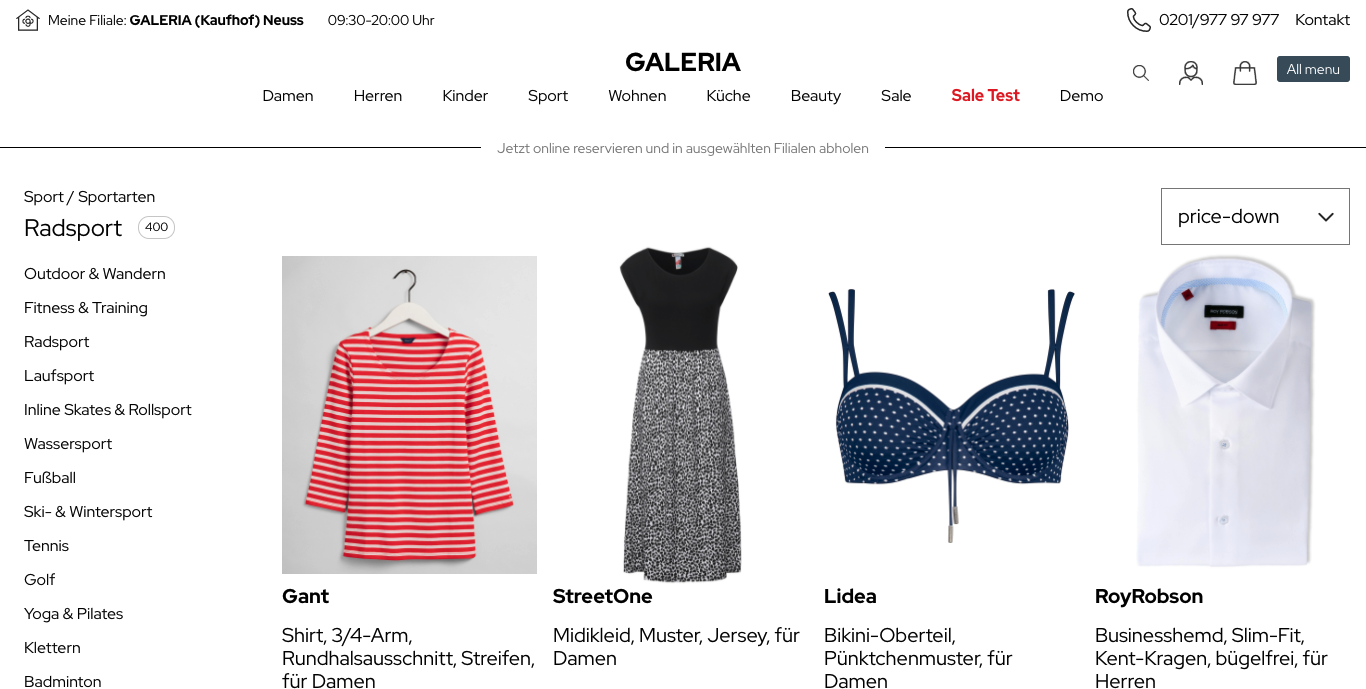 Meine Filiale: GALERIA (Kaufhof) Neuss 09:30-20:00 Uhr
0201/977 97 977 Kontakt
GALERIA
All menu
Damen Herren Kinder Sport Wohnen Küche Beauty Sale Sale Test Demo
Jetzt online reservieren und in ausgewählten Filialen abholen
Sport / Sportarten
Radsport 400
price-down
Outdoor & Wandern
Fitness & Training
Radsport
Laufsport
Inline Skates & Rollsport
Wassersport
Fußball
Ski- & Wintersport
Tennis
Golf
Yoga & Pilates
Klettern
Badminton
Gant
Shirt, 3/4-Arm,
Rundhalsausschnitt, Streifen,
für Damen
StreetOne
Midikleid, Muster, Jersey, für
Damen
Lidea
Bikini-Oberteil,
Pünktchenmuster, für
Damen
RoyRobson
Businesshemd, Slim-Fit,
Kent-Kragen, bügelfrei, für
Herren